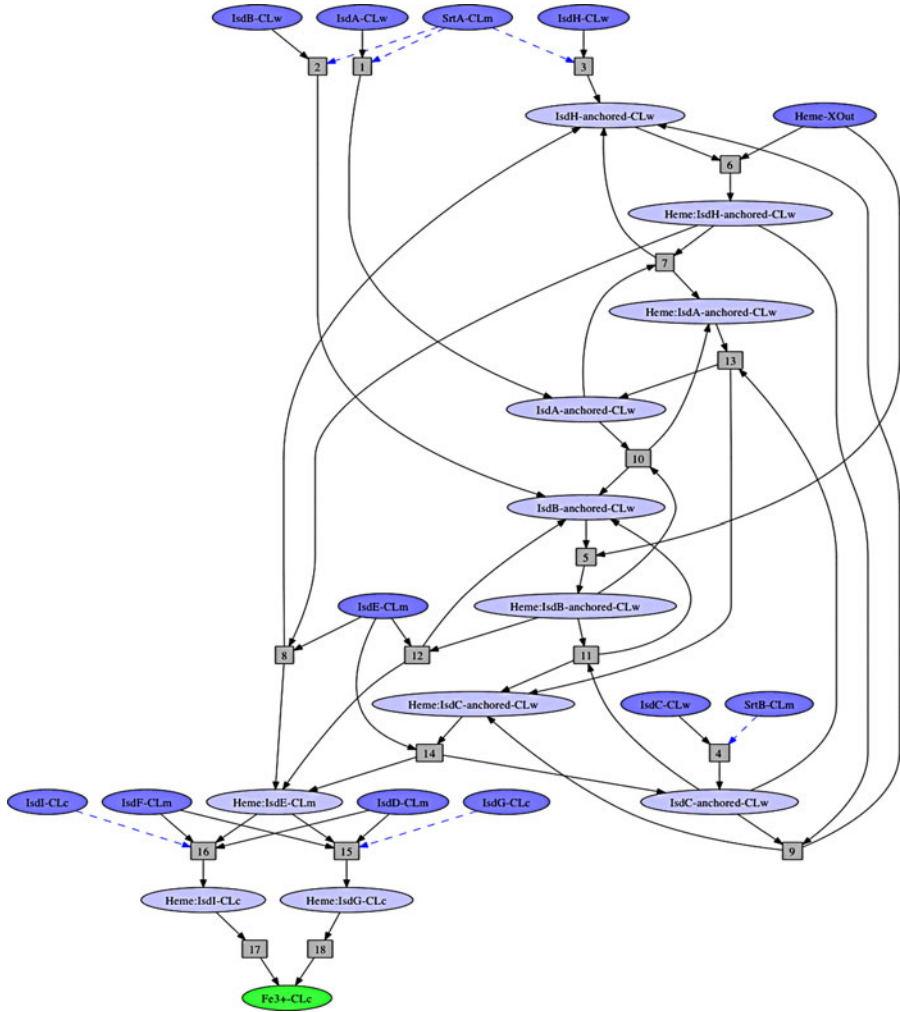 IsdB-CLw
IsdA-CLw
SrtA-CLm
IsdH-CLw
2
1
3
IsdH-anchored-CLw
Heme-XOut
6
Heme:IsdH-anchored-CLw
7
Heme:IsdA-anchored-CLw
13
IsdA-anchored-CLw
10
IsdB-anchored-CLw
5
IsdE-CLm
Heme:IsdB-anchored-CLw
8
12
11
Heme:IsdC-anchored-CLw
IsdC-CLw
SrtB-CLm
14
4
IsdI-CLc
IsdF-CLm
Heme:IsdE-CLm
IsdD-CLm
IsdG-CLc
IsdC-anchored-CLw
16
15
9
Heme:IsdI-CLc
Heme:IsdG-CLc
17
18
Fe3+-CLc